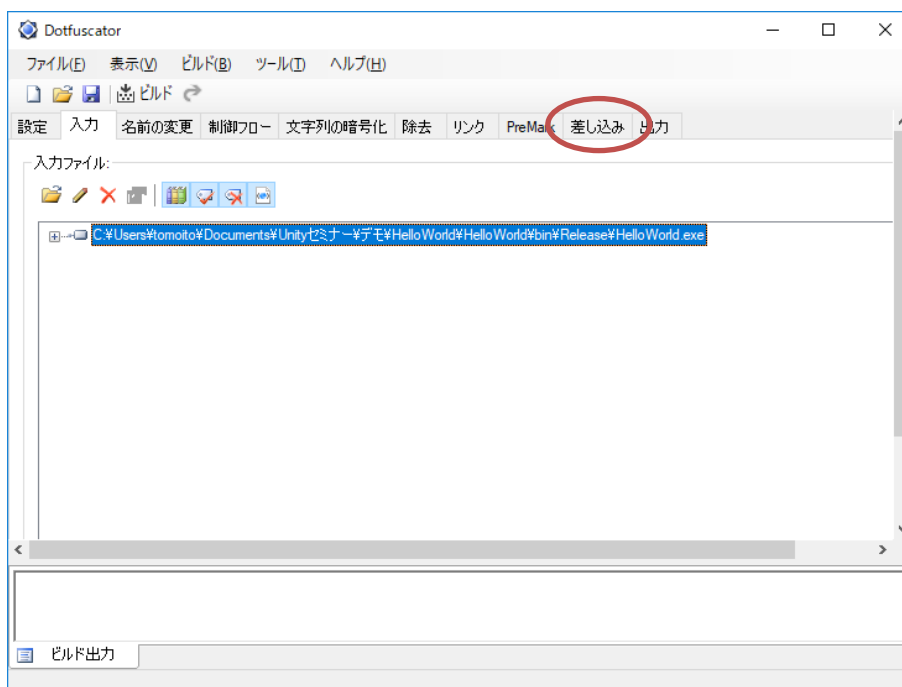 Dotfuscator
ファイル(F) 表示(V) ビルド(B) ツール(T) ヘルプ(H)
ビルド
設定 入力 名前の変更 制御フロー 文字列の暗号化 除去 リンク PreMark 差し込み 出力
入力ファイル:
C:¥Users¥tomoito¥Documents¥Unityセミナー¥デモ¥HelloWorld¥HelloWorld¥bin¥Release¥HelloWorld.exe
ビルド出力